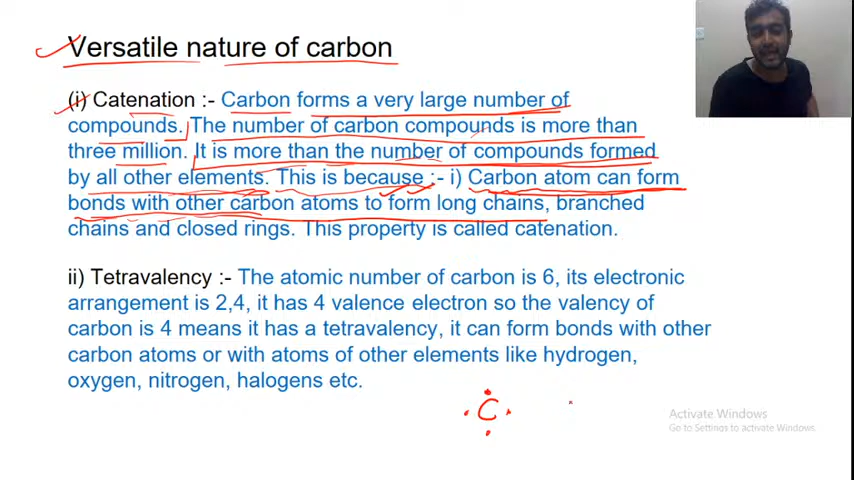 Versatile nature of carbon
(i) Catenation :- Carbon forms a very large number of
compounds. The number of carbon compounds is more than
three million. It is more than the number of compounds formed
by all other elements. This is because :- i) Carbon atom can form
bonds with other carbon atoms to form long chains, branched
chains and closed rings. This property is called catenation.
ii) Tetravalency :- The atomic number of carbon is 6, its electronic
arrangement is 2,4, it has 4 valence electron so the valency of
carbon is 4 means it has a tetravalency, it can form bonds with other
carbon atoms or with atoms of other elements like hydrogen,
oxygen, nitrogen, halogens etc.
C
Activate Windows
Go to Settings to activate Windows.